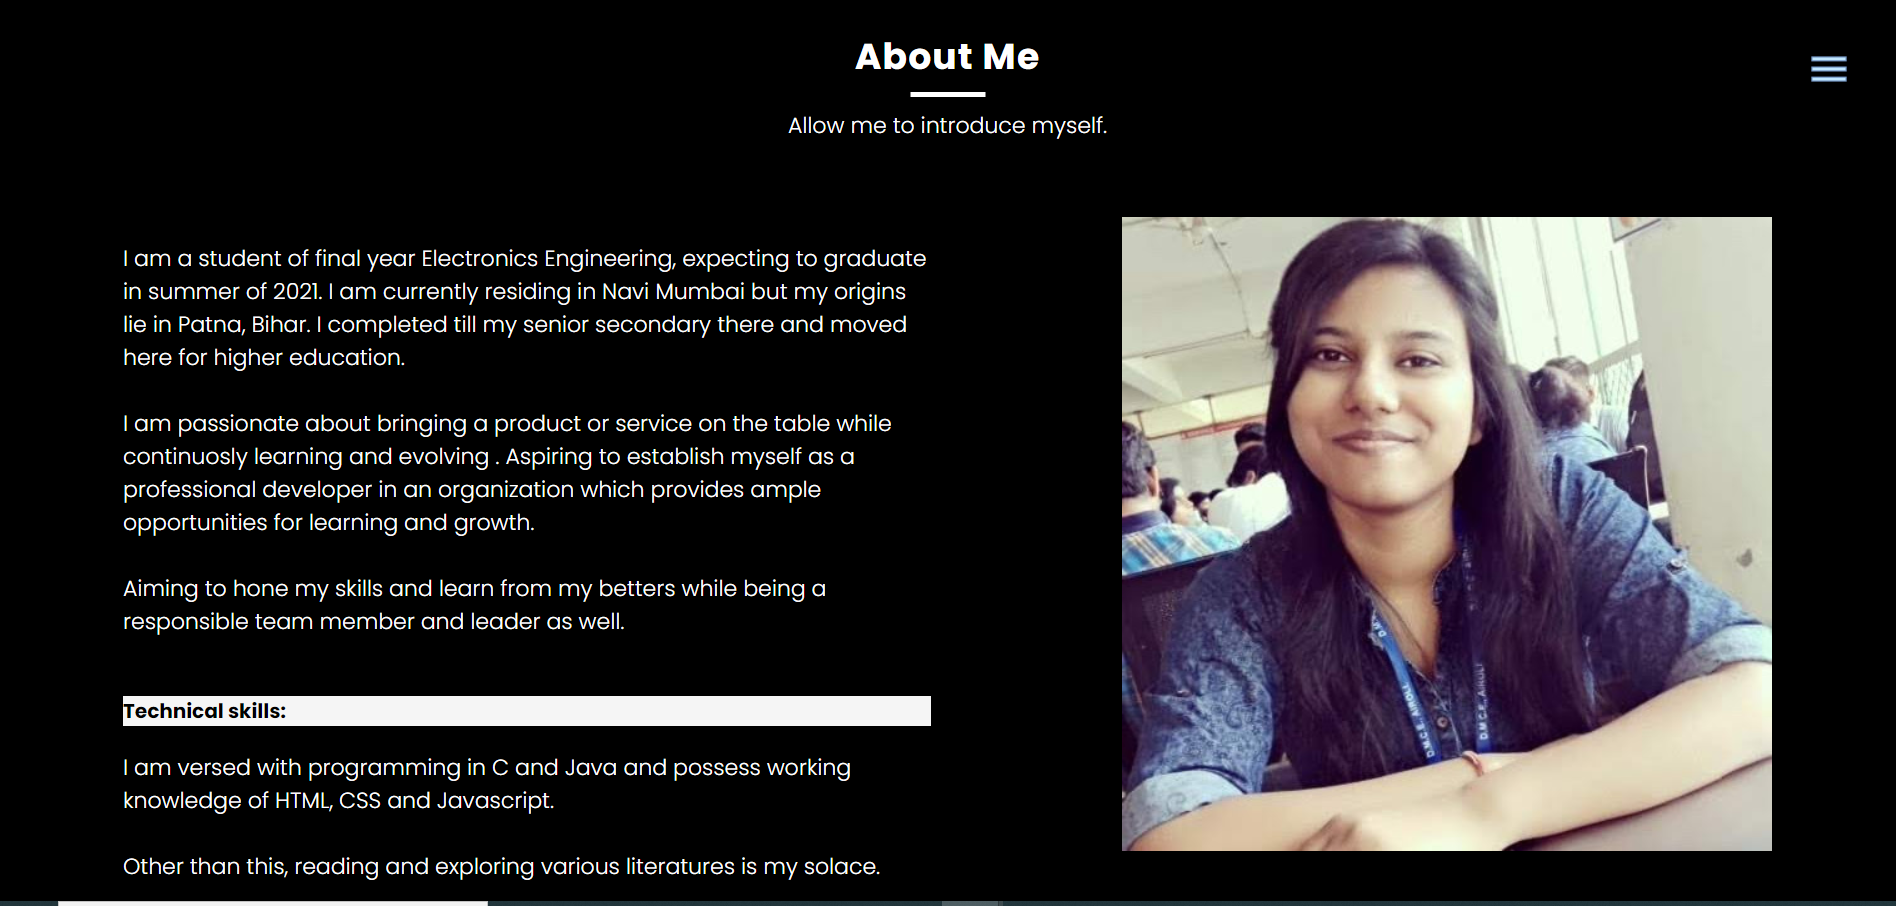 About Me
Allow me to introduce myself.
I am a student of final year Electronics Engineering, expecting to graduate
in summer of 2021. I am currently residing in Navi Mumbai but my origins
lie in Patna, Bihar. I completed till my senior secondary there and moved
here for higher education.
I am passionate about bringing a product or service on the table while
continuosly learning and evolving . Aspiring to establish myself as a
professional developer in an organization which provides ample
opportunities for learning and growth.
Aiming to hone my skills and learn from my betters while being a
responsible team member and leader as well.
Technical skills:
I am versed with programming in C and Java and possess working
knowledge of HTML, CSS and Javascript.
Other than this, reading and exploring various literatures is my solace.
D.M.C.E. AIROLI
D.M.C.E. AIROLI